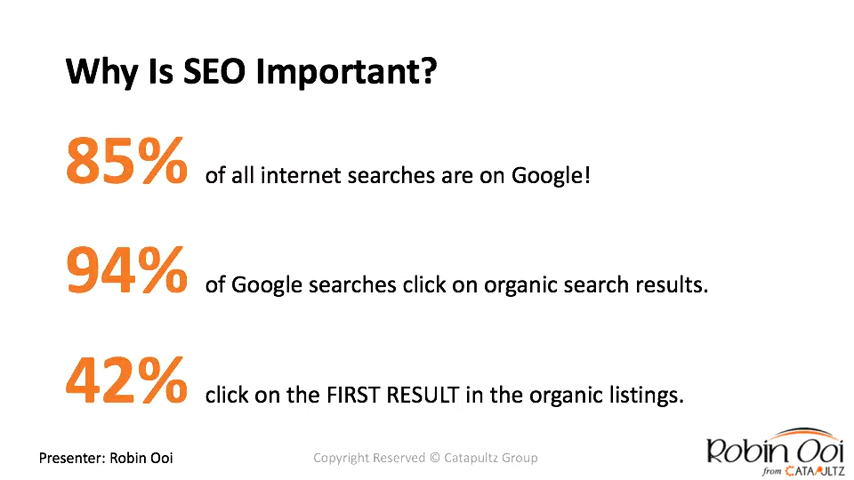 Why Is SEO Important?
85% of all internet searches are on Google!
94% of Google searches click on organic search results.
42% click on the FIRST RESULT in the organic listings.
Presenter: Robin Ooi
Copyright Reserved © Catapultz Group
Robin Ooi
from CATAPULTZ